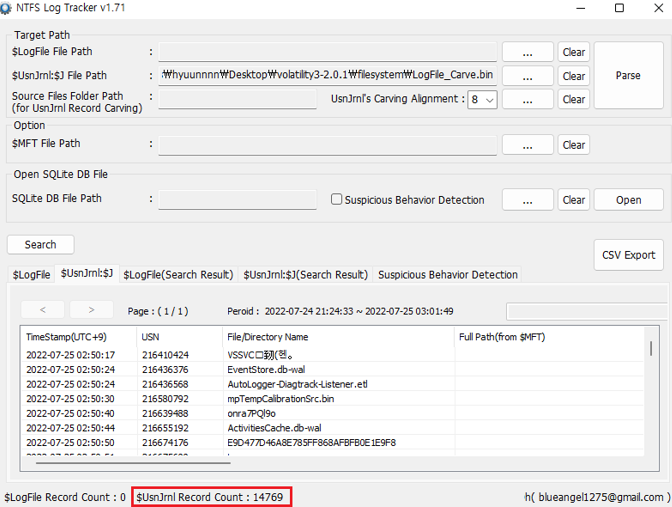 NTFS Log Tracker v1.71
Target Path
$LogFile File Path :
... Clear
$UsnJrnl:$J File Path : :₩hyuunnnn₩Desktop₩volatility3-2.0.1₩filesystem₩LogFile_Carve.bin
... Clear Parse
Source Files Folder Path :
(for UsnJrnl Record Carving)
UsnJrnl's Carving Alignment : 8 ... Clear
Option
$MFT File Path : ... Clear
Open SQLite DB File
SQLite DB File Path : Suspicious Behavior Detection ... Clear Open
Search
CSV Export
$LogFile $UsnJrnl:$J $LogFile(Search Result) $UsnJrnl:$J(Search Result) Suspicious Behavior Detection
< > Page : ( 1 / 1 ) Peroid : 2022-07-24 21:24:33 ~ 2022-07-25 03:01:49
TimeStamp(UTC+9) USN File/Directory Name Full Path(from $MFT)
2022-07-25 02:50:17 216410424 VSSVC
2022-07-25 02:50:24 216436376 EventStore.db-wal
2022-07-25 02:50:24 216436568 AutoLogger-Diagtrack-Listener.etl
2022-07-25 02:50:30 216580792 mpTempCalibrationSrc.bin
2022-07-25 02:50:40 216639488 onra7PQl9o
2022-07-25 02:50:44 216655192 ActivitiesCache.db-wal
2022-07-25 02:50:50 216674176 E9D477D46A8E785FF868AFBFB0E1E9F8
$LogFile Record Count : 0 $UsnJrnl Record Count : 14769 h( blueangel1275@gmail.com )